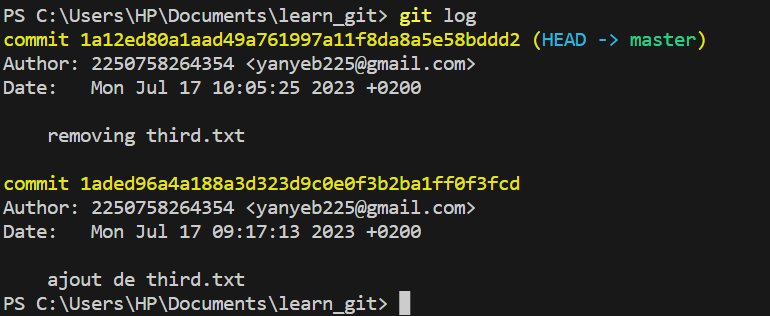 PS C:\Users\HP\Documents\learn_git> git log
commit 1a12ed80a1aad49a761997a11f8da8a5e58bddd2 (HEAD -> master)
Author: 2250758264354 <yanyeb225@gmail.com>
Date:   Mon Jul 17 10:05:25 2023 +0200
removing third.txt
commit 1aded96a4a188a3d323d9c0e0f3b2ba1ff0f3fcd
Author: 2250758264354 <yanyeb225@gmail.com>
Date:   Mon Jul 17 09:17:13 2023 +0200
ajout de third.txt
PS C:\Users\HP\Documents\learn_git>